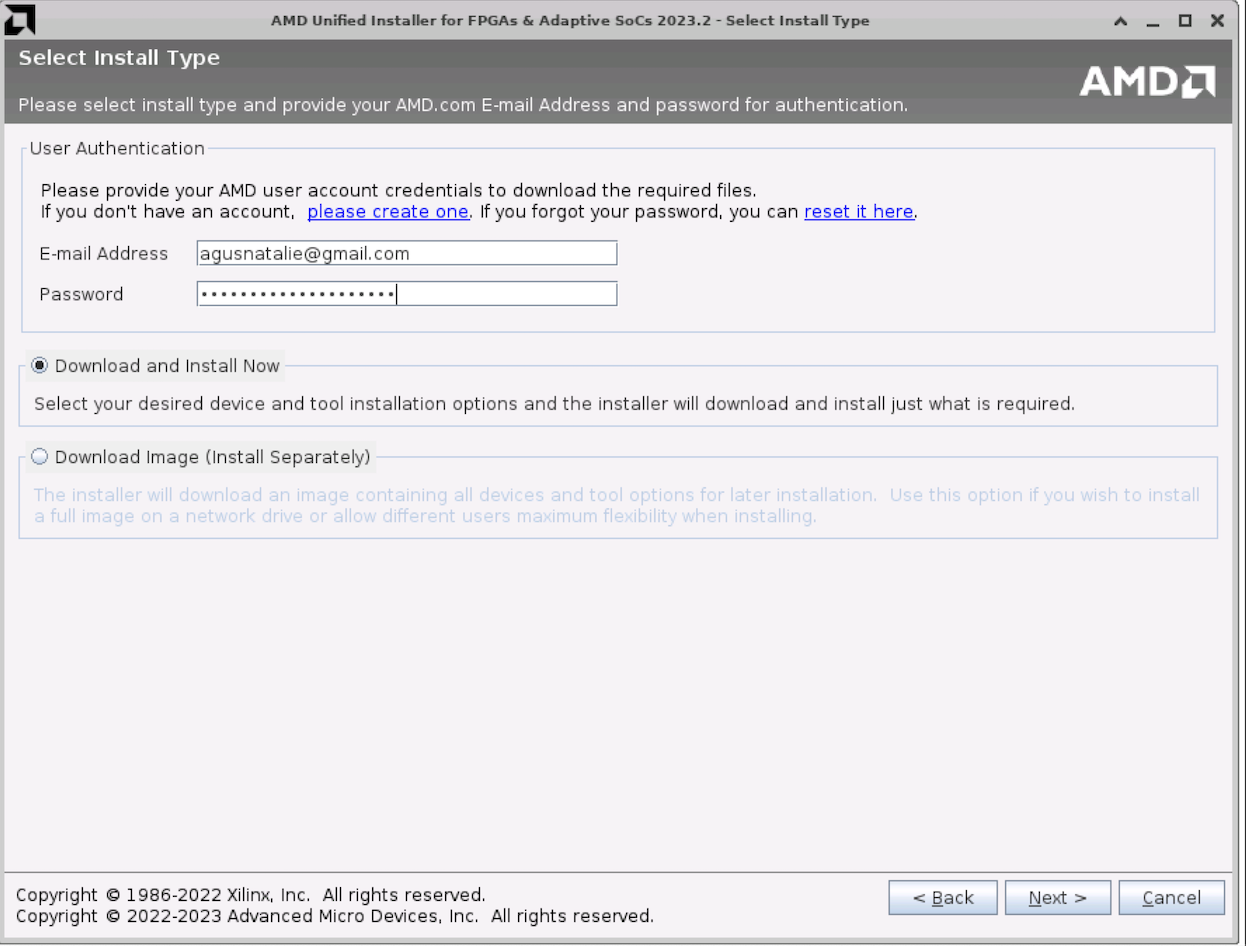 AMD Unified Installer for FPGAs & Adaptive SoCs 2023.2 - Select Install Type
Select Install Type
AMD
Please select install type and provide your AMD.com E-mail Address and password for authentication.
User Authentication
Please provide your AMD user account credentials to download the required files.
If you don't have an account, please create one. If you forgot your password, you can reset it here.
E-mail Address agusnatalie@gmail.com
Password ••••••••••••••••••••
Download and Install Now
Select your desired device and tool installation options and the installer will download and install just what is required.
Download Image (Install Separately)
The installer will download an image containing all devices and tool options for later installation. Use this option if you wish to install
a full image on a network drive or allow different users maximum flexibility when installing.
Copyright © 1986-2022 Xilinx, Inc. All rights reserved.
Copyright © 2022-2023 Advanced Micro Devices, Inc. All rights reserved.
< Back Next > Cancel